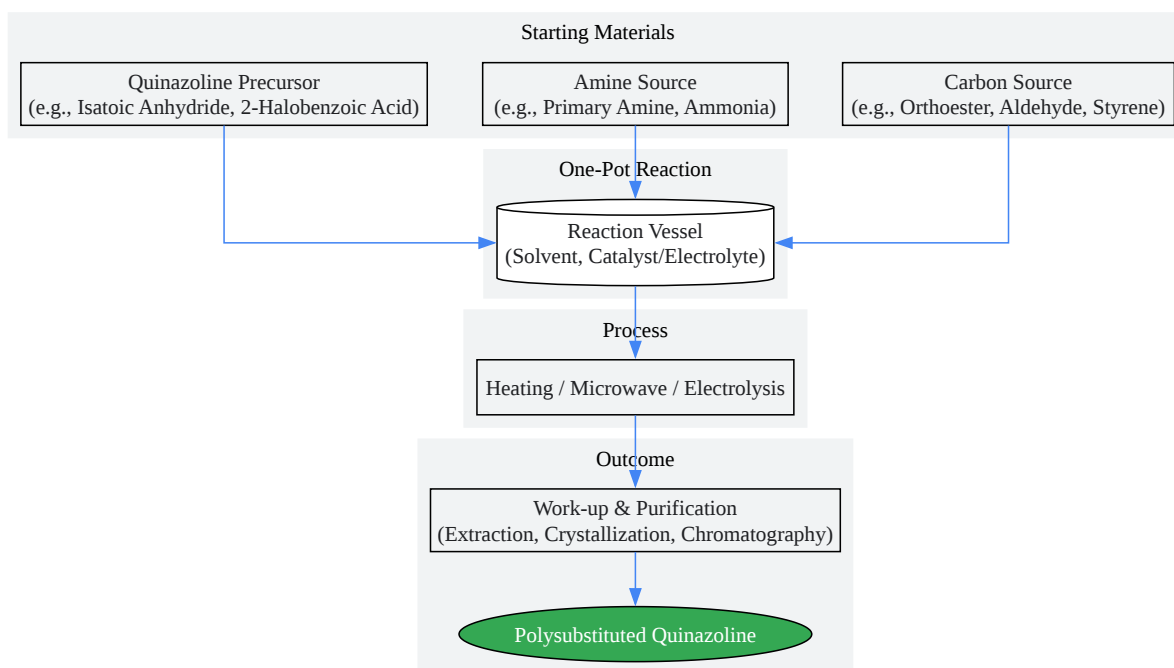 Starting Materials
Quinazoline Precursor
(e.g., Isatoic Anhydride, 2-Halobenzoic Acid)
Amine Source
(e.g., Primary Amine, Ammonia)
Carbon Source
(e.g., Orthoester, Aldehyde, Styrene)
One-Pot Reaction
Reaction Vessel
(Solvent, Catalyst/Electrolyte)
Process
Heating / Microwave / Electrolysis
Outcome
Work-up & Purification
(Extraction, Crystallization, Chromatography)
Polysubstituted Quinazoline